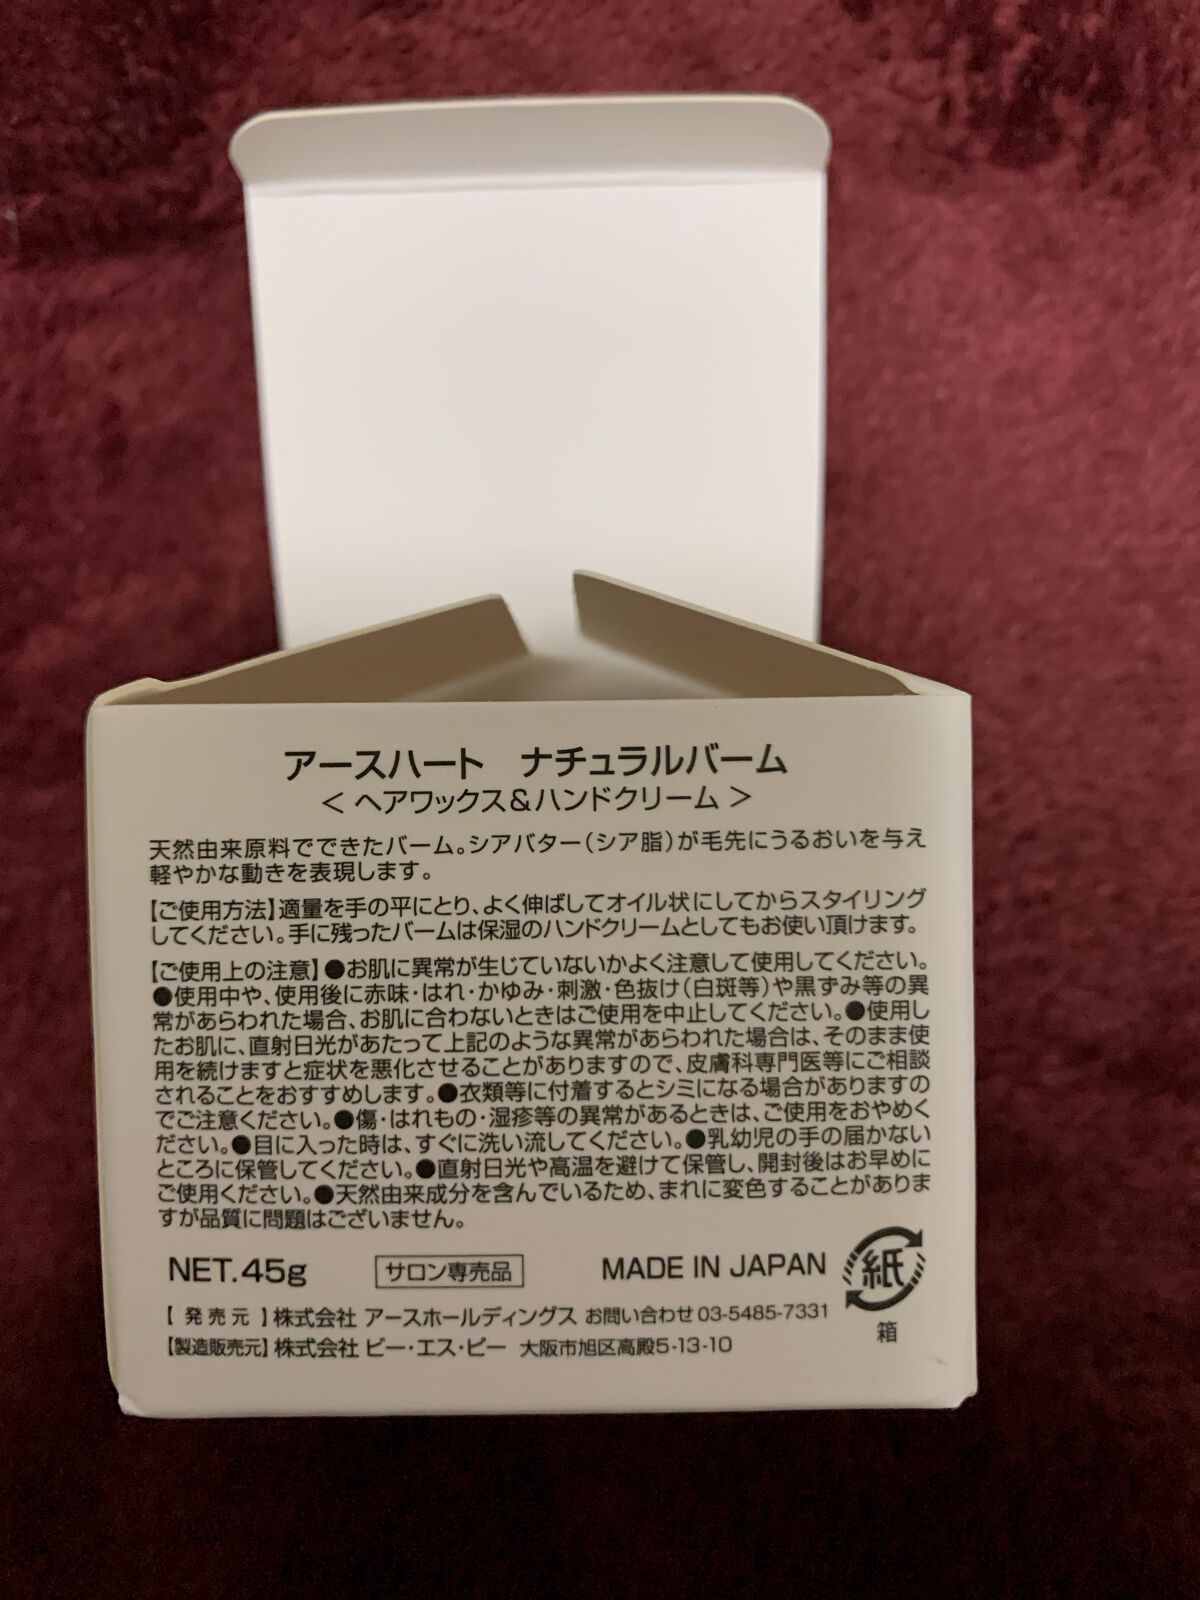 アースハート　ナチュラルバーム
＜ ヘアワックス&ハンドクリーム ＞
天然由来原料でできたバーム。シアバター（シア脂）が毛先にうるおいを与え
軽やかな動きを表現します。
【ご使用方法】適量を手の平にとり、よく伸ばしてオイル状にしてからスタイリング
してください。手に残ったバームは保湿のハンドクリームとしてもお使い頂けます。
【ご使用上の注意】●お肌に異常が生じていないかよく注意して使用してください。
●使用中や、使用後に赤味・はれ・かゆみ・刺激・色抜け（白斑等）や黒ずみ等の異
常があらわれた場合、お肌に合わないときはご使用を中止してください。●使用し
たお肌に、直射日光があたって上記のような異常があらわれた場合は、そのまま使
用を続けますと症状を悪化させることがありますので、皮膚科専門医等にご相談
されることをおすすめします。●衣類等に付着するとシミになる場合がありますの
でご注意ください。●傷・はれもの・湿疹等の異常があるときは、ご使用をおやめく
ださい。●目に入った時は、すぐに洗い流してください。●乳幼児の手の届かない
ところに保管してください。●直射日光や高温を避けて保管し、開封後はお早めに
ご使用ください。●天然由来成分を含んでいるため、まれに変色することがありま
すが品質に問題はございません。
NET.45g サロン専売品 MADE IN JAPAN 紙
箱
【 発 売 元 】株式会社 アースホールディングス お問い合わせ 03-5485-7331
【製造販売元】株式会社 ビー・エス・ピー 大阪市旭区高殿5-13-10